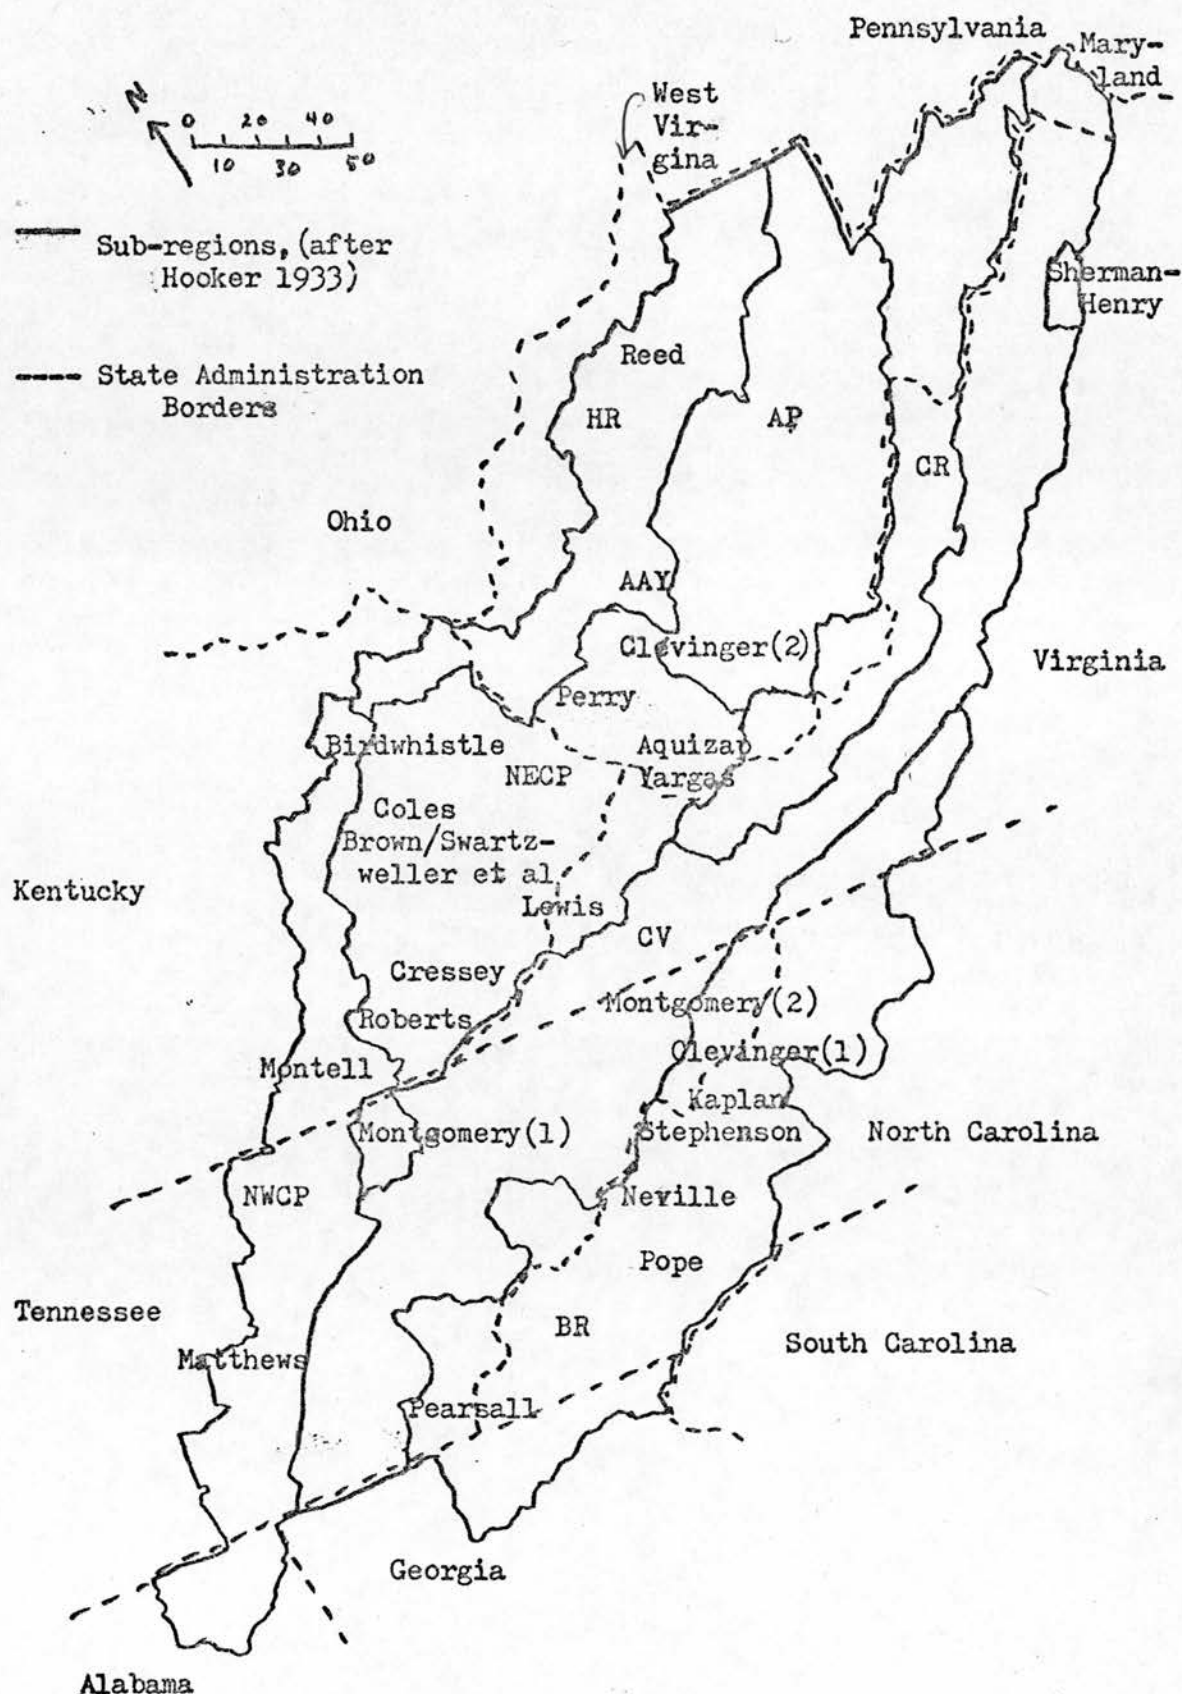 Pennsylvania
Mary-
land
N
West
Vir-
gina
0 20 40
10 30 50
Sub-regions, (after
Hooker 1933)
Sherman-
Henry
Reed
State Administration
Borders
HR
AP
CR
Ohio
AAY
Clevinger(2)
Virginia
Perry
Birdwhistle
Aquizap
NECP
Vargas
Coles
Brown/Swartz-
weller et al,
Kentucky
Lewis
CV
Cressey
Montgomery(2)
Roberts
Clevinger(1)
Montell
Kaplan
Montgomery(1)
Stephenson
North Carolina
NWCP
Neville
Pope
Tennessee
BR
South Carolina
Matthews
Pearsall
Georgia
Alabama